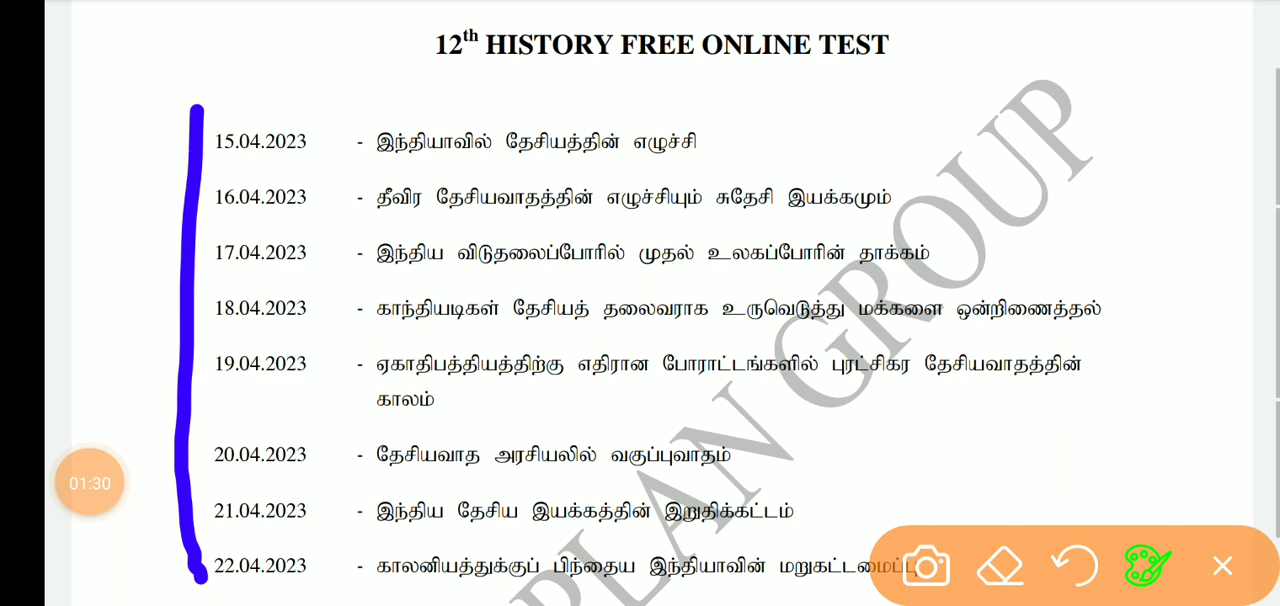 12th HISTORY FREE ONLINE TEST
15.04.2023 - இந்தியாவில் தேசியத்தின் எழுச்சி
16.04.2023 - தீவிர தேசியவாதத்தின் எழுச்சியும் சுதேசி இயக்கமும்
17.04.2023 - இந்திய விடுதலைப்போரில் முதல் உலகப்போரின் தாக்கம்
18.04.2023 - காந்தியடிகள் தேசியத் தலைவராக உருவெடுத்து மக்களை ஒன்றிணைத்தல்
19.04.2023 - ஏகாதிபத்தியத்திற்கு எதிரான போராட்டங்களில் புரட்சிகர தேசியவாதத்தின்
காலம்
20.04.2023 - தேசியவாத அரசியலில் வகுப்புவாதம்
01:30
21.04.2023 - இந்திய தேசிய இயக்கத்தின் இறுதிக்கட்டம்
22.04.2023 - காலனியத்துக்குப் பிந்தைய இந்தியாவின் மறுகட்டமைப்பு
PLAN GROUP